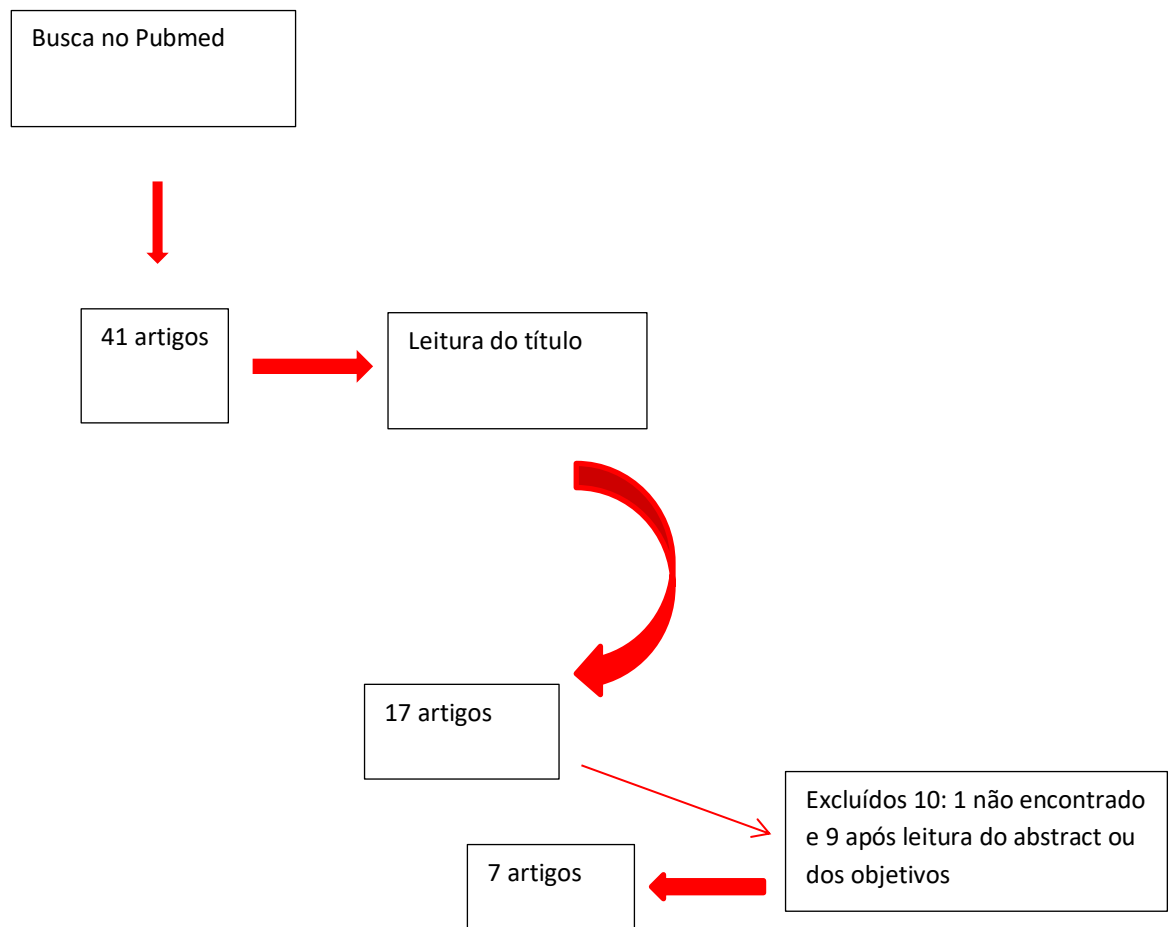 Busca no Pubmed
41 artigos
Leitura do título
17 artigos
Excluídos 10: 1 não encontrado
e 9 após leitura do abstract ou
dos objetivos
7 artigos